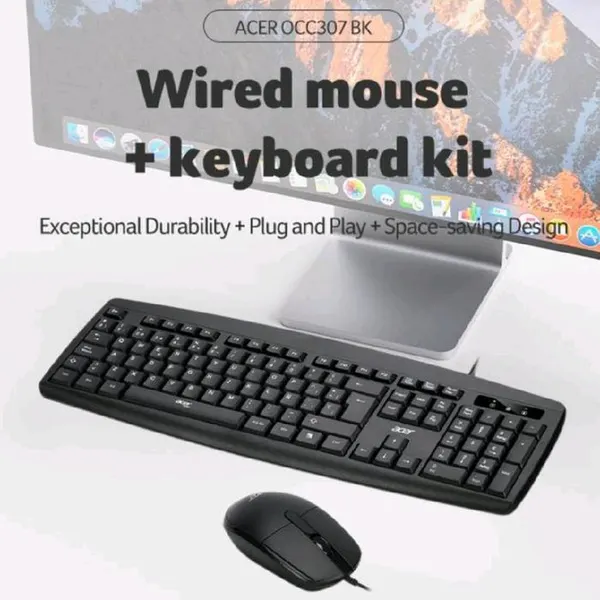 ACER OCC307 BK
Wired mouse
+ keyboard kit
Exceptional Durability + Plug and Play + Space-saving Design
acer
acer